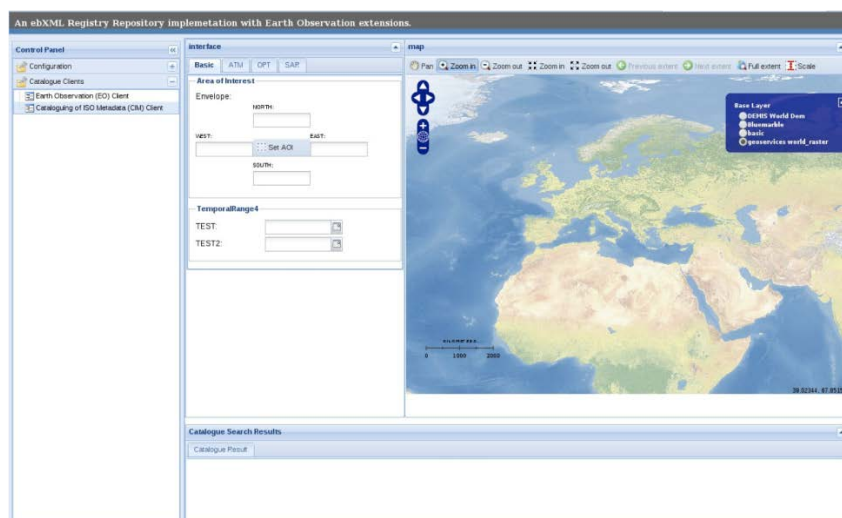 An ebXML Registry Repository implemetation with Earth Observation extensions.
Control Panel
Configuration
Catalogue Clients
Earth Observation (EO) Client
Cataloguing of ISO Metadata (CIM) Client
interface
Basic ATM OPT SAR
Area of Interest
Envelope:
NORTH:
WEST: EAST:
Set AOI
SOUTH:
TemporalRange4
TEST:
TEST2:
map
Pan Zoom in Zoom out Zoom in Zoom out Previous extent Next extent Full extent Scale
Base Layer
DEMIS World Dem
Bluemarble
basic
geoservices world_raster
0 1000 2000
Catalogue Search Results
Catalogue Result